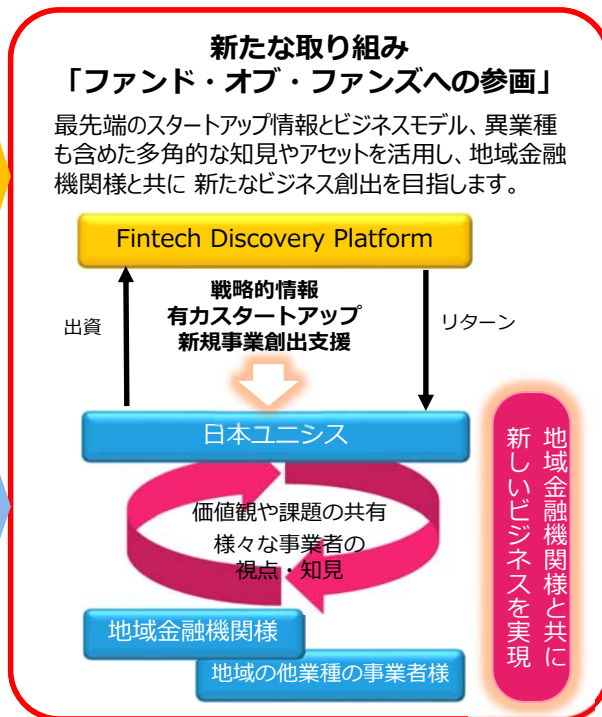 新たな取り組み
「ファンド・オブ・ファンズへの参画」
最先端のスタートアップ情報とビジネスモデル、異業種
も含めた多角的な知見やアセットを活用し、地域金融
機関様と共に 新たなビジネス創出を目指します。
Fintech Discovery Platform
戦略的情報
有力スタートアップ
新規事業創出支援
出資
リターン
日本ユニシス
価値観や課題の共有
様々な事業者の
視点・知見
地域金融機関様
地域の他業種の事業者様
地域金融機関様と共に
新しいビジネスを実現